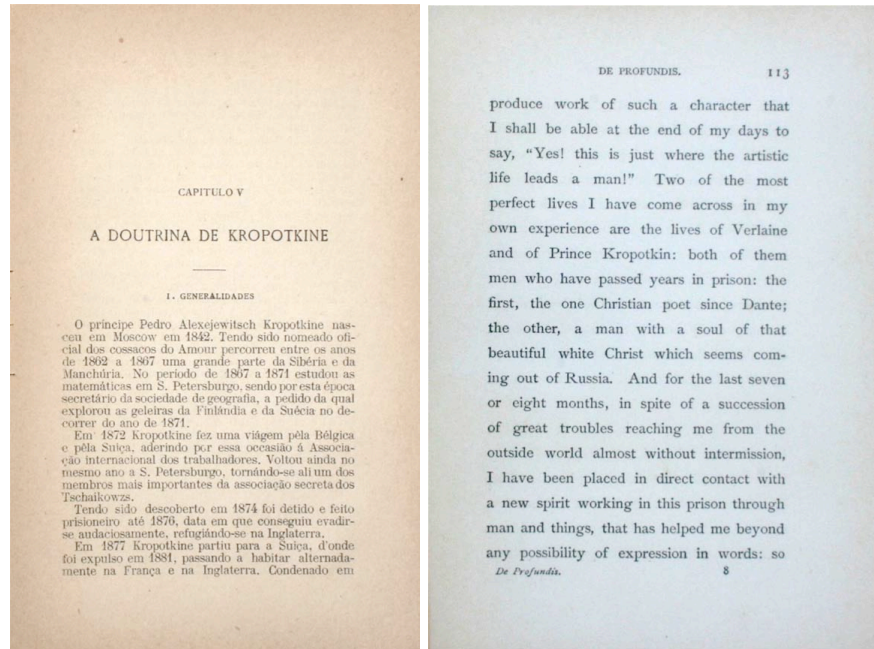 CAPITULO V
A DOUTRINA DE KROPOTKINE
I. GENERALIDADES
O príncipe Pedro Alexejewitsch Kropotkine nas-
ceu em Moscow em 1842. Tendo sido nomeado ofi-
cial dos cossacos do Amour percorreu entre os anos
de 1862 a 1867 uma grande parte da Sibéria e da
Manchúria. No período de 1867 a 1871 estudou as
matemáticas em S. Petersburgo, sendo por esta época
secretário da sociedade de geografia, a pedido da qual
explorou as geleiras da Finlândia e da Suécia no de-
correr do ano de 1871.
Em 1872 Kropotkine fez uma viágem pêla Bélgica
e pêla Suíça, aderindo por essa occasião á Associa-
ção internacional dos trabalhadores. Voltou ainda no
mesmo ano a S. Petersburgo, tornándo-se ali um dos
membros mais importantes da associação secreta dos
Tschaikowzs.
Tendo sido descoberto em 1874 foi detido e feito
prisioneiro até 1876, data em que conseguiu evadir-
se audaciosamente, refugiándo-se na Inglaterra.
Em 1877 Kropotkine partiu para a Suíça, d'onde
foi expulso em 1881, passando a habitar alternada-
mente na França e na Inglaterra. Condenado em
DE PROFUNDIS. 113
produce work of such a character that
I shall be able at the end of my days to
say, "Yes! this is just where the artistic
life leads a man!" Two of the most
perfect lives I have come across in my
own experience are the lives of Verlaine
and of Prince Kropotkin: both of them
men who have passed years in prison: the
first, the one Christian poet since Dante;
the other, a man with a soul of that
beautiful white Christ which seems com-
ing out of Russia. And for the last seven
or eight months, in spite of a succession
of great troubles reaching me from the
outside world almost without intermission,
I have been placed in direct contact with
a new spirit working in this prison through
man and things, that has helped me beyond
any possibility of expression in words: so
De Profundis. 8